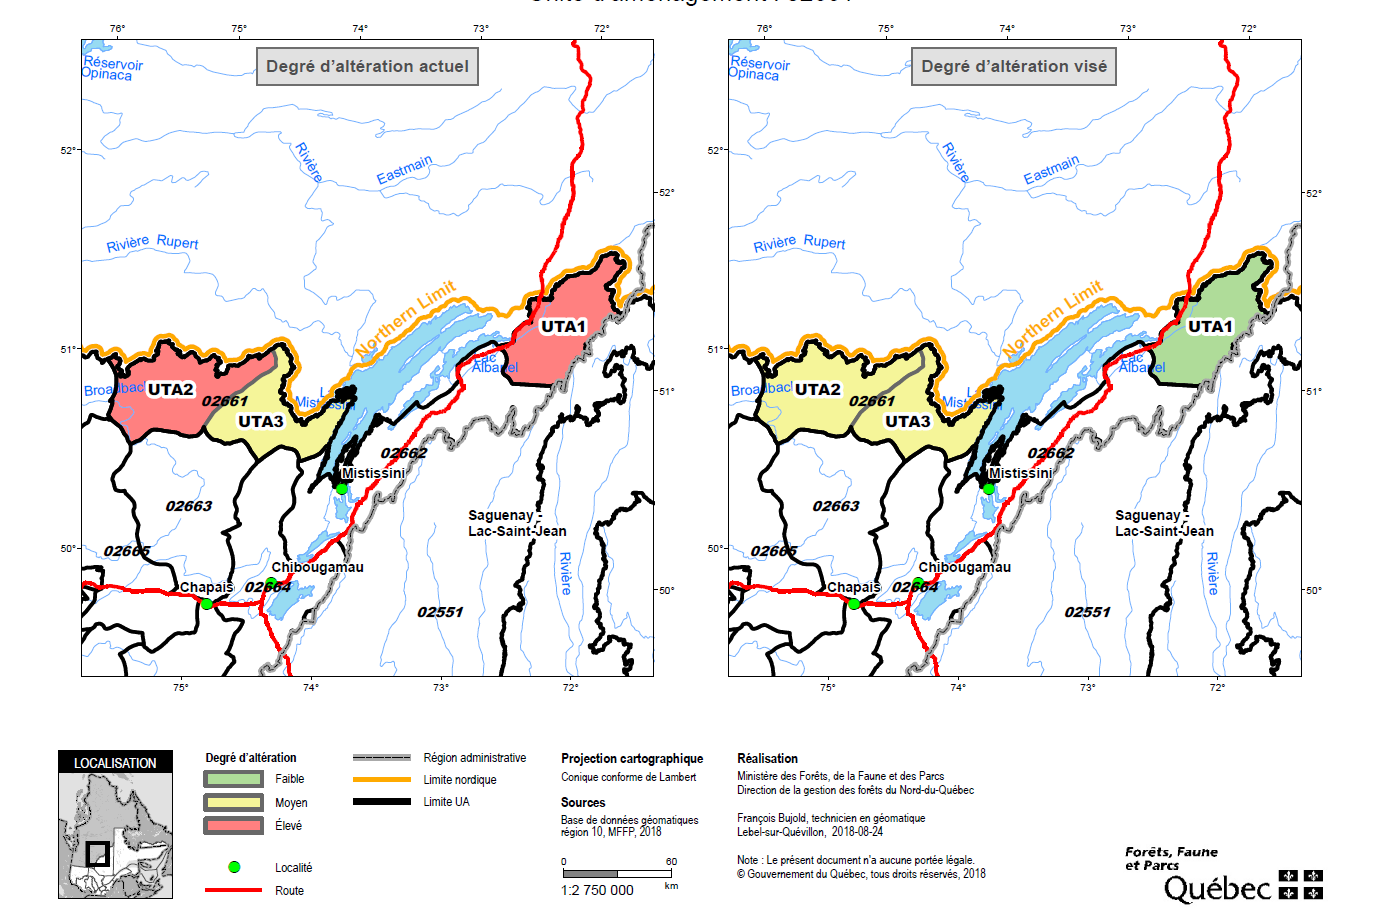 76° 75° 74° 73° 72°
Degré d'altération actuel
Réservoir
Opinaca
52°
Rivière
Eastmain
52°
Rivière Rupert
Northern Limit
UTA1
51°
Lac
Albanel
51°
UTA2
02661
UTA3
02662
Mistissini
02663
Saguenay -
Lac-Saint-Jean
02665
50°
Chibougamau
Chapais
02664
Rivière
50°
02551
75° 74° 73° 72°
76° 75° 74° 73° 72°
Degré d'altération visé
Réservoir
Opinaca
52°
Rivière
Eastmain
52°
Rivière Rupert
Northern Limit
UTA1
51°
Lac
Albanel
51°
UTA2
02661
UTA3
02662
Mistissini
02663
Saguenay -
Lac-Saint-Jean
02665
50°
Chibougamau
Chapais
02664
Rivière
50°
02551
75° 74° 73° 72°
LOCALISATION
Degré d'altération
Faible
Moyen
Élevé
Localité
Route
Région administrative
Limite nordique
Limite UA
Projection cartographique
Conique conforme de Lambert
Sources
Base de données géomatiques
région 10, MFFP, 2018
0 60
km
1:2 750 000
Réalisation
Ministère des Forêts, de la Faune et des Parcs
Direction de la gestion des forêts du Nord-du-Québec
François Bujold, technicien en géomatique
Lebel-sur-Quévillon, 2018-08-24
Note : Le présent document n'a aucune portée légale.
© Gouvernement du Québec, tous droits réservés, 2018
Forêts, Faune
et Parcs
Québec